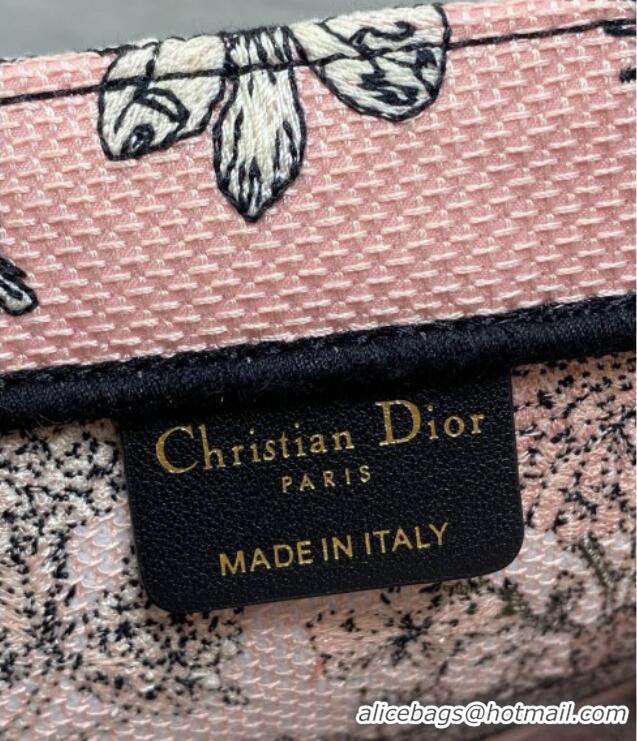 Christian Dior
PARIS
MADE IN ITALY
alicebags@hotmail.com